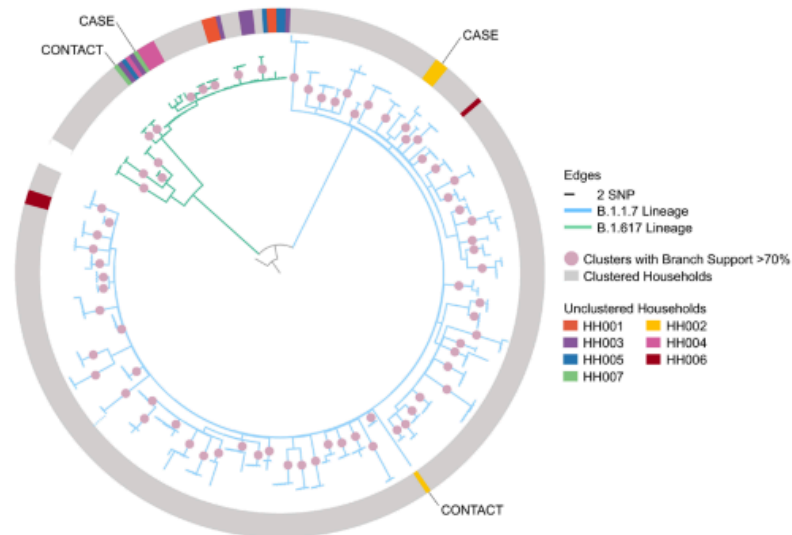 CASE
CONTACT
CASE
CONTACT
Edges
2 SNP
B.1.1.7 Lineage
B.1.617 Lineage
Clusters with Branch Support >70%
Clustered Households
Unclustered Households
HH001 HH002
HH003 HH004
HH005 HH006
HH007